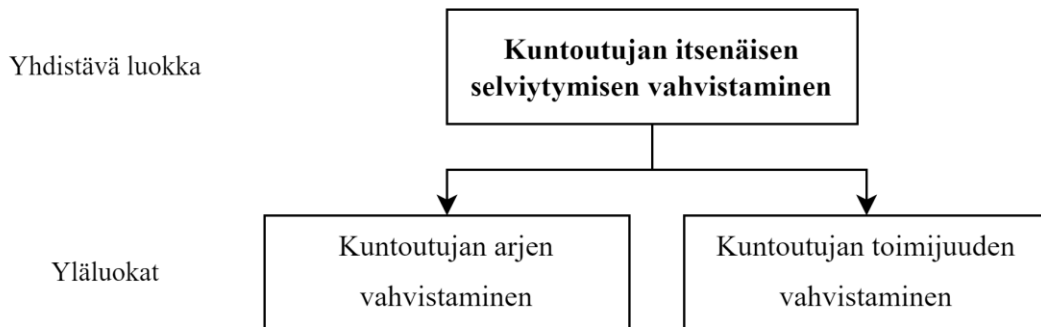 Yhdistävä luokka
Kuntoutujan itsenäisen
selviytymisen vahvistaminen
Yläluokat
Kuntoutujan arjen
vahvistaminen
Kuntoutujan toimijuuden
vahvistaminen